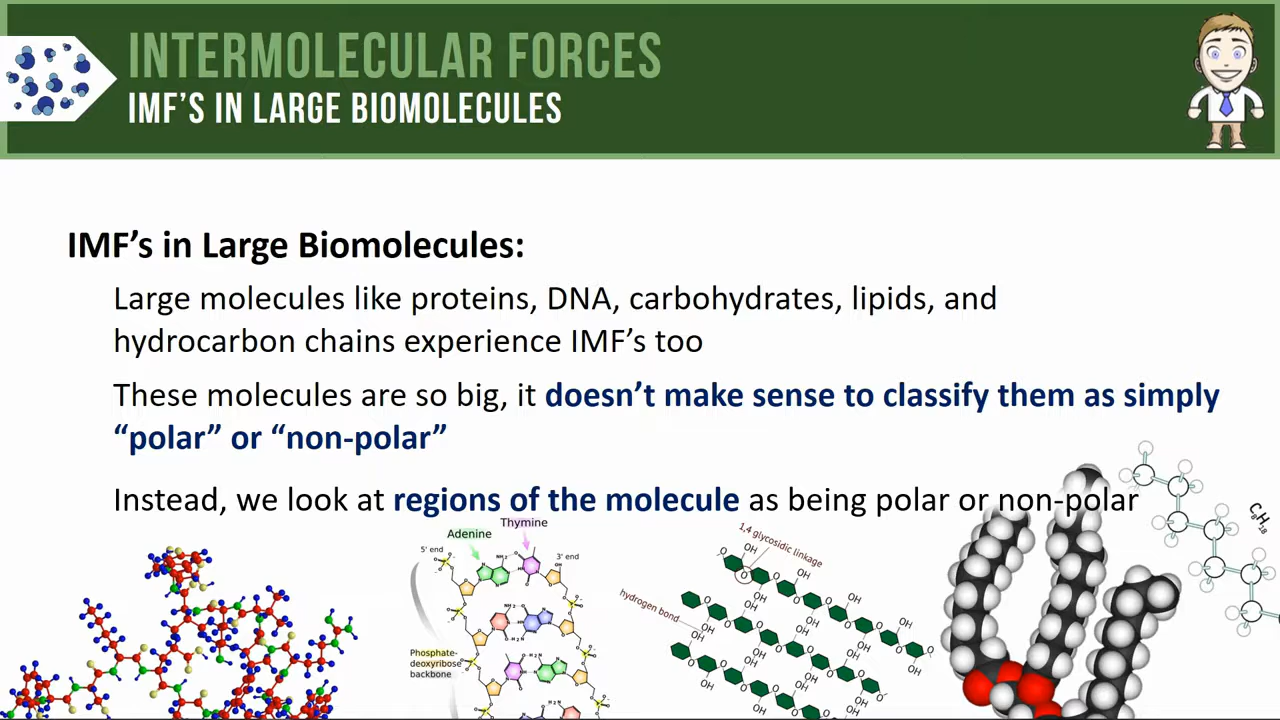 INTERMOLECULAR FORCES
IMF'S IN LARGE BIOMOLECULES
IMF's in Large Biomolecules:
Large molecules like proteins, DNA, carbohydrates, lipids, and
hydrocarbon chains experience IMF's too
These molecules are so big, it doesn't make sense to classify them as simply
“polar” or “non-polar”
Instead, we look at regions of the molecule as being polar or non-polar
Thymine
Adenine
5' end
3' end
Phosphate-
deoxyribose
backbone
1,4 glycosidic linkage
hydrogen bond